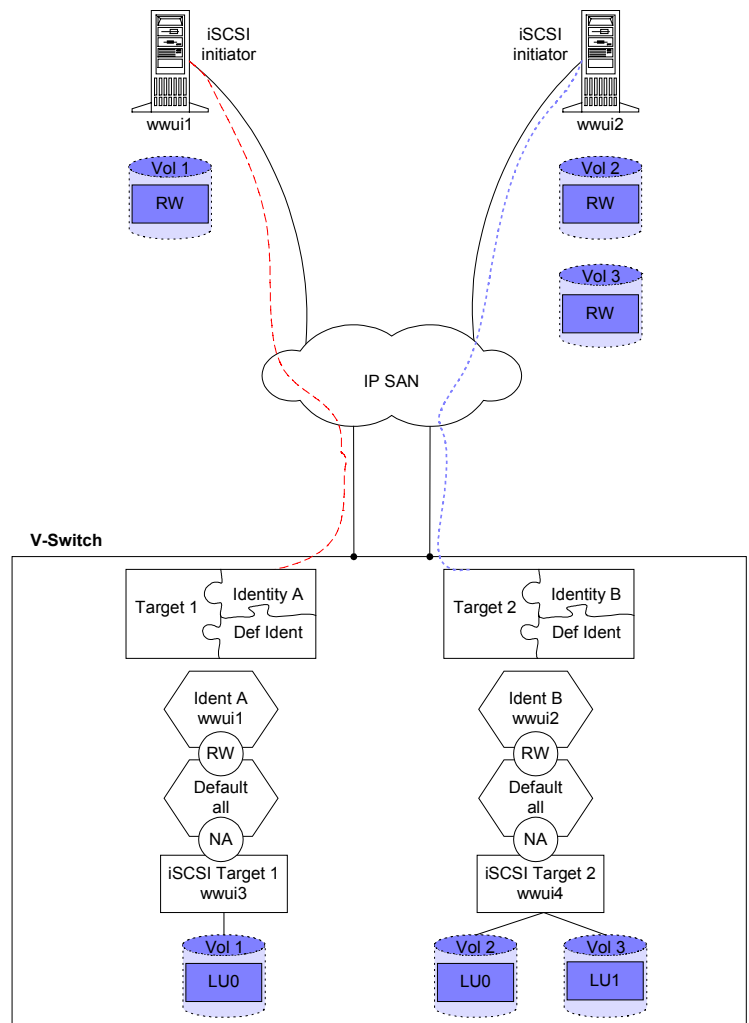 iSCSI
initiator
iSCSI
initiator
wwui1
wwui2
Vol 1
RW
Vol 2
RW
Vol 3
RW
IP SAN
V-Switch
Target 1
Identity A
Def Ident
Target 2
Identity B
Def Ident
Ident A
wwui1
RW
Default
all
NA
iSCSI Target 1
wwui3
Vol 1
LU0
Ident B
wwui2
RW
Default
all
NA
iSCSI Target 2
wwui4
Vol 2
LU0
Vol 3
LU1